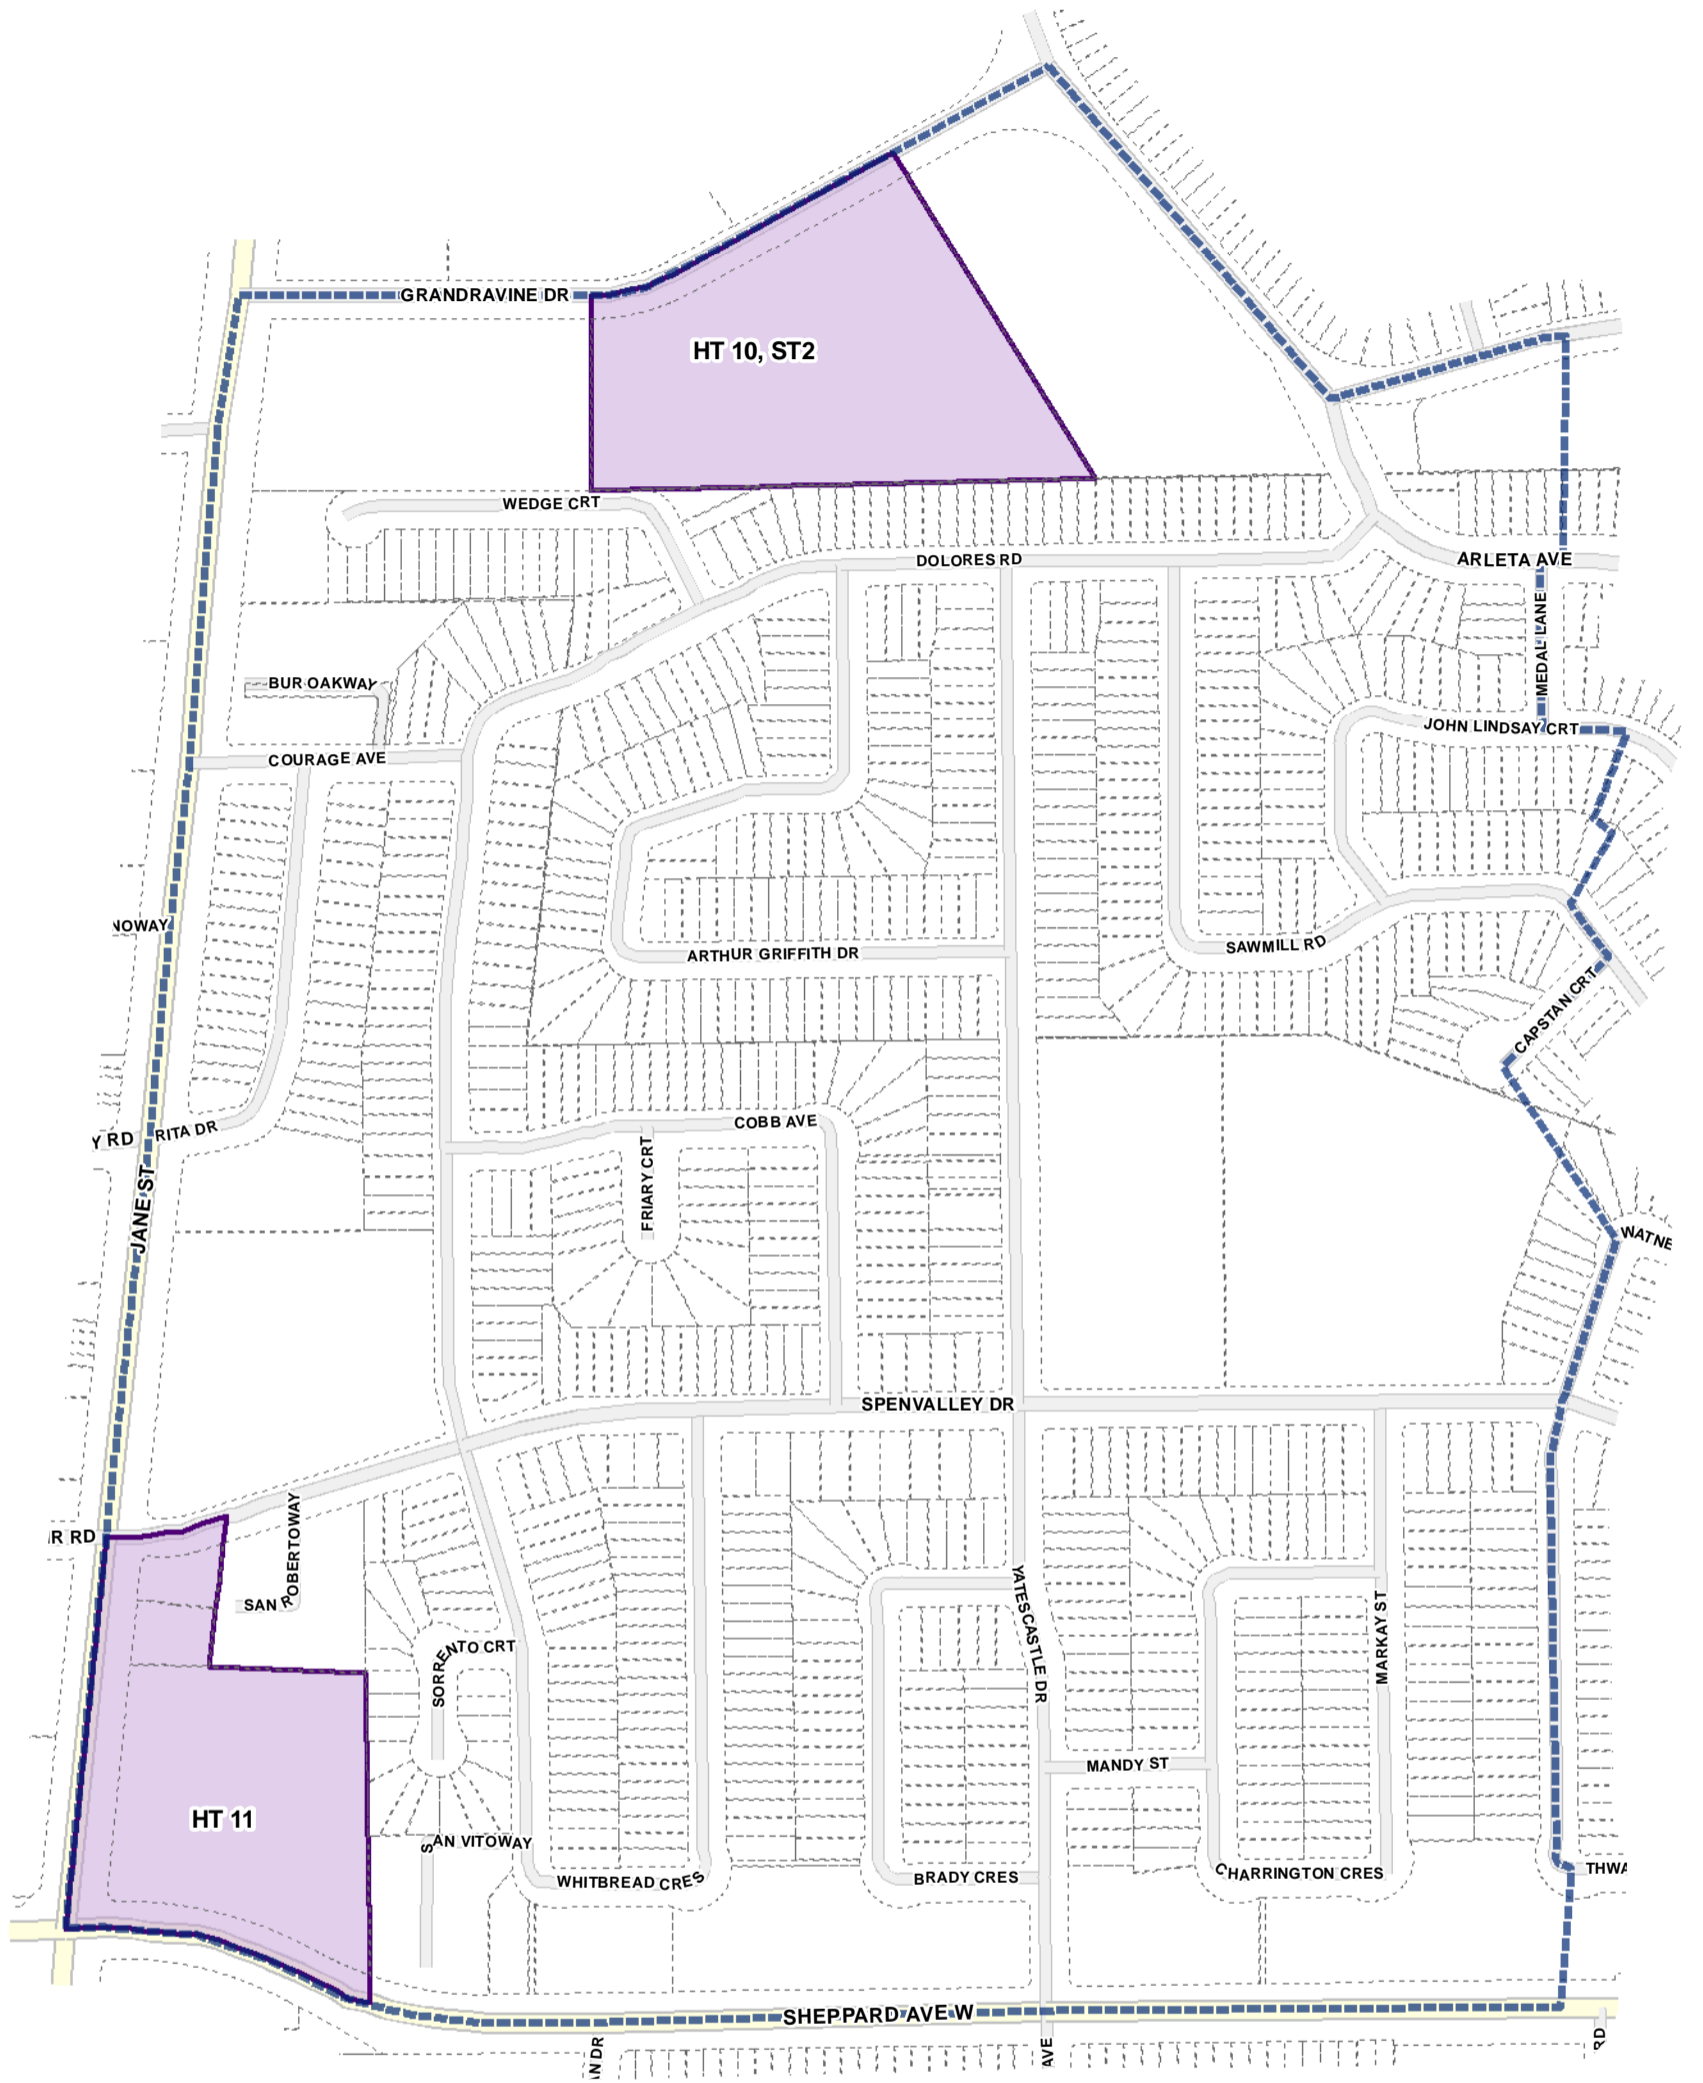 GRANDRAVINE DR
HT 10, ST2
WEDGE CRT
DOLORES RD
ARLETA AVE
MEDAL LANE
BUR OAKWAY
JOHN LINDSAY CRT
COURAGE AVE
NOWAY
ARTHUR GRIFFITH DR
SAWMILL RD
CAPSTAN CRT
Y RD
RITA DR
COBB AVE
FRIARY CRT
JANE ST
WATNE
SPENVALLEY DR
R RD
SAN ROBERTOWAY
YATESCASTLE DR
MARKAY ST
SORRENTO CRT
MANDY ST
HT 11
SAN VITOWAY
WHITBREAD CRES
BRADY CRES
CHARRINGTON CRES
THWA
SHEPPARD AVE W
N DR
AVE
RD